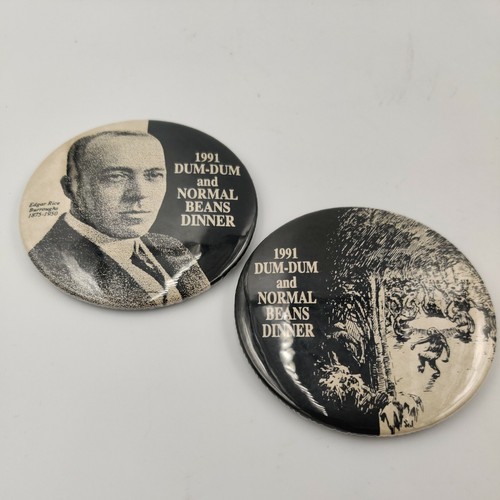 1991
DUM-DUM
and
NORMAL
BEANS
DINNER
Edgar Rice
Burroughs
1875-1950
1991
DUM-DUM
and
NORMAL
BEANS
DINNER